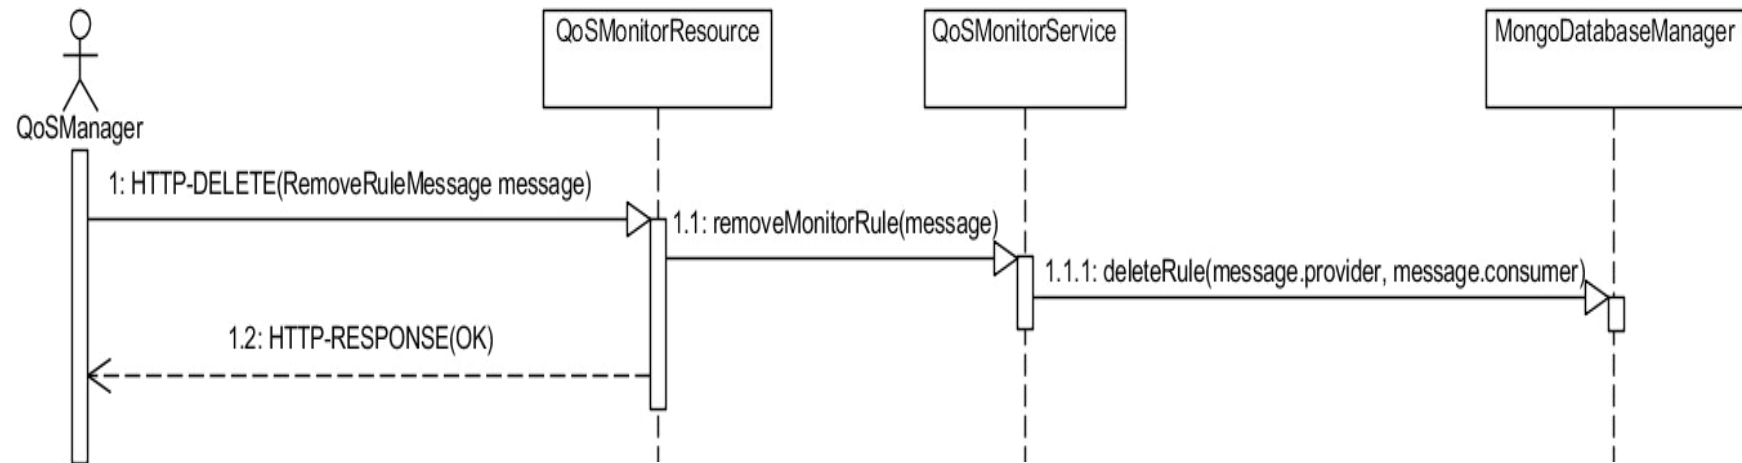 QoSMonitorResource
QoSMonitorService
MongoDatabaseManager
QoSManager
1: HTTP-DELETE(RemoveRuleMessage message)
1.1: removeMonitorRule(message)
1.1.1: deleteRule(message.provider, message.consumer)
1.2: HTTP-RESPONSE(OK)